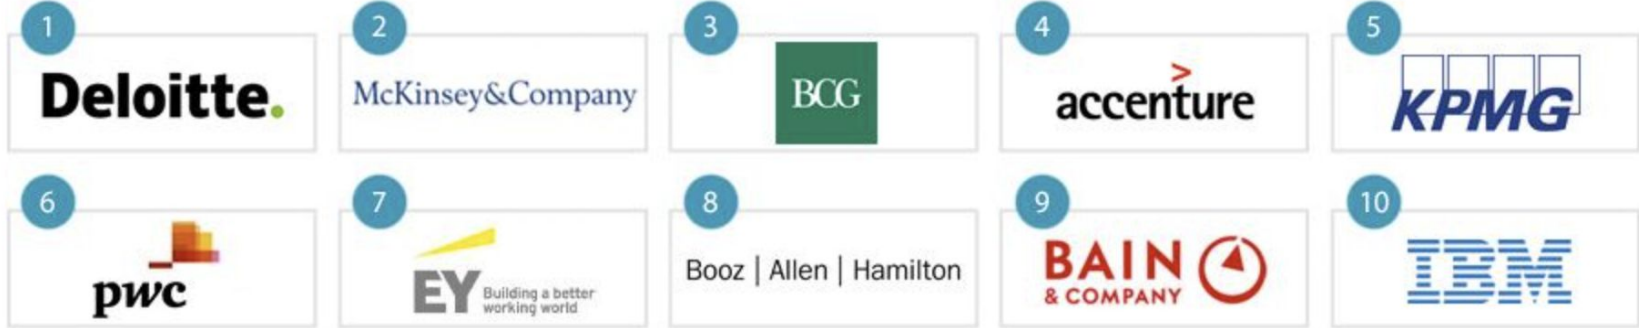 1
Deloitte.
2
McKinsey&Company
3
BCG
4
>
accenture
5
KPMG
6
pwc
7
EY
Building a better
working world
8
Booz | Allen | Hamilton
9
BAIN
& COMPANY
10
IBM